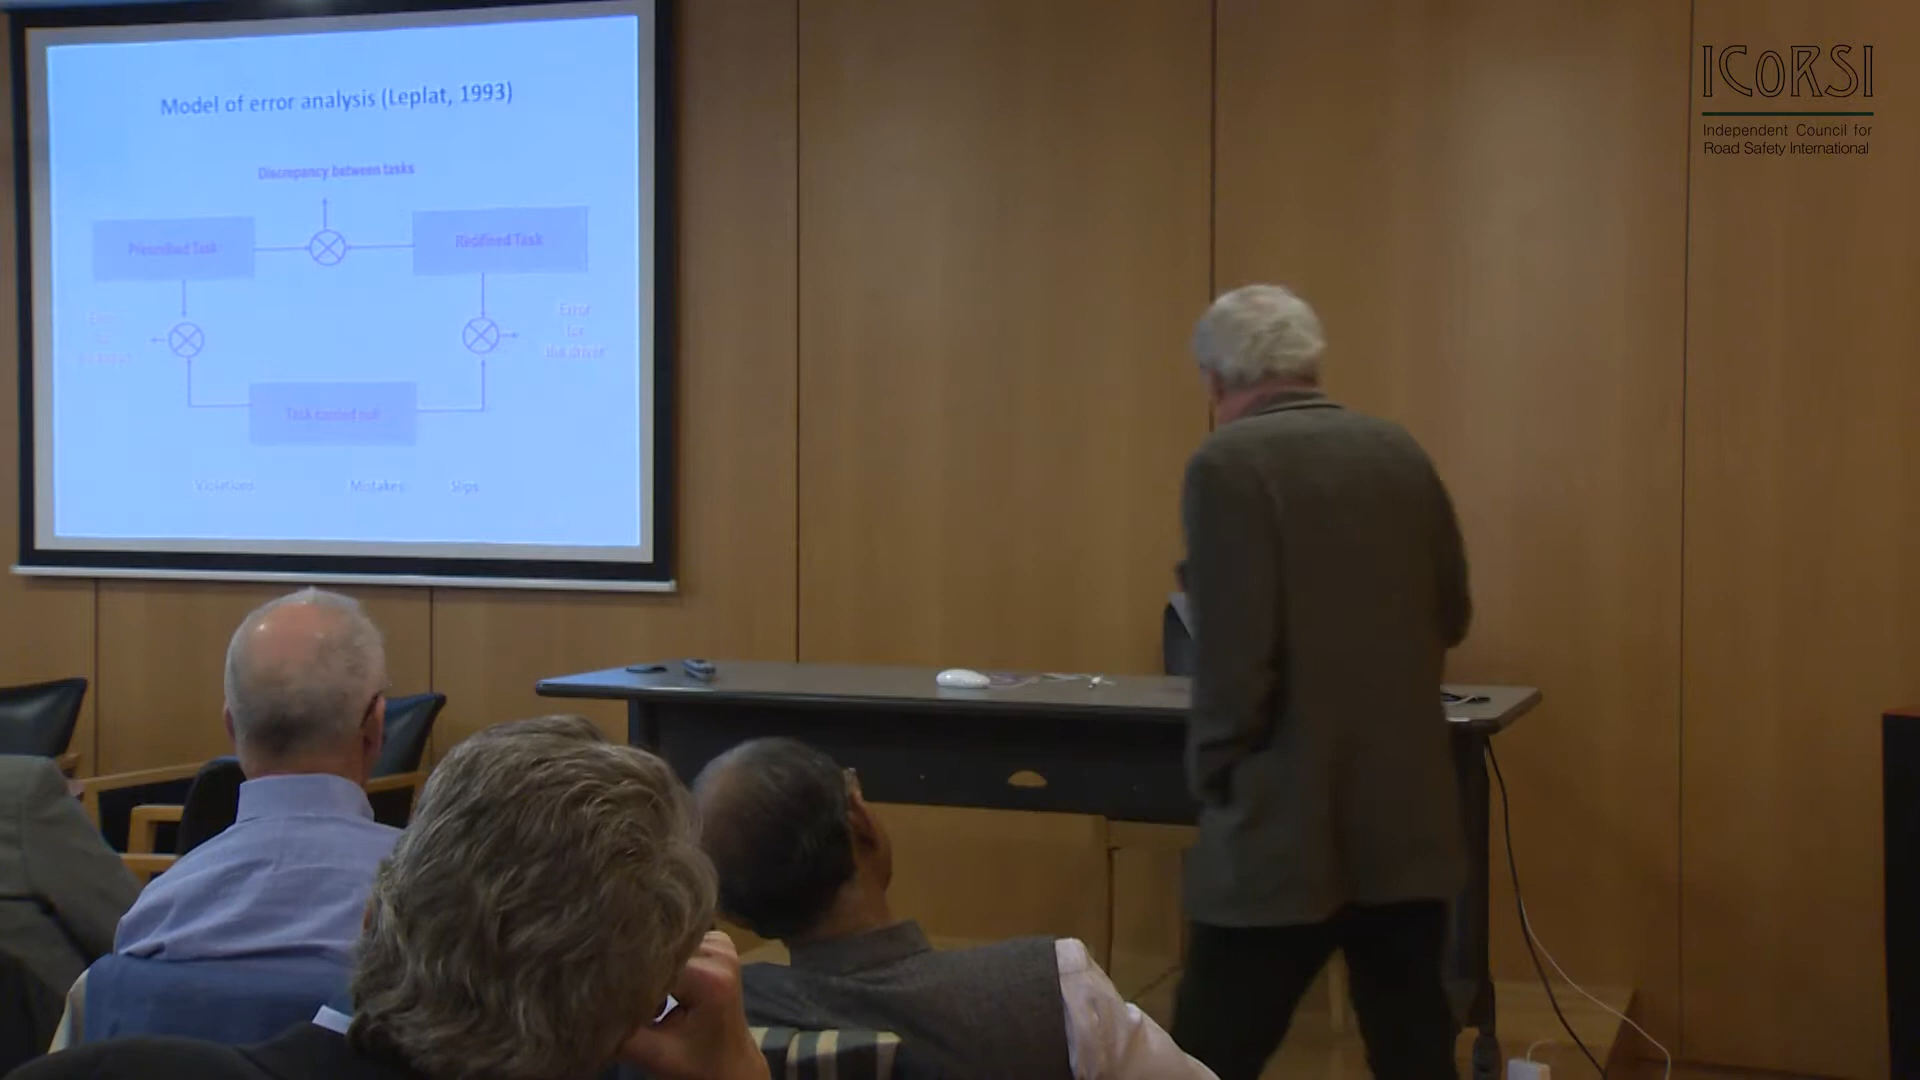 Model of error analysis (Leplat, 1993)
Discrepancy between tasks
Prescribed Task
Redifined Task
Error
for
the driver
Task carried out
Violations
Mistakes
Slips
ICoRSI
Independent Council for
Road Safety International